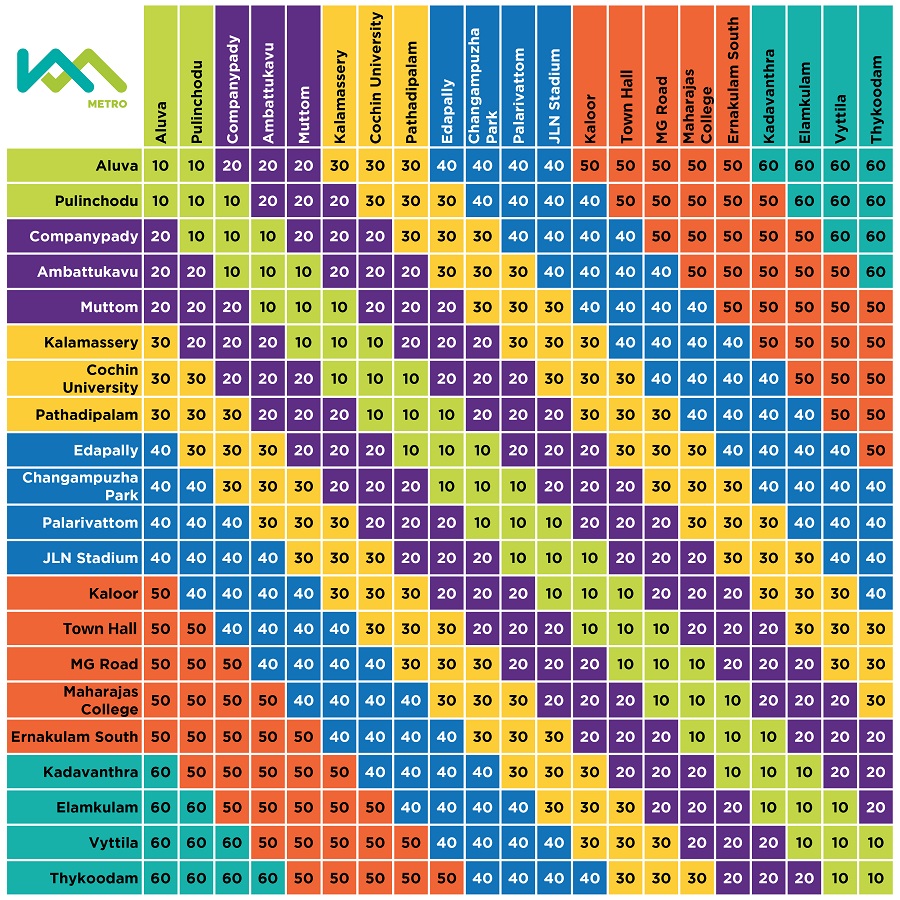 METRO
Aluva
Pulinchodu
Companypady
Ambattukavu
Muttom
Kalamassery
Cochin University
Pathadipalam
Edapally
Changampuzha
Park
Palarivattom
JLN Stadium
Kaloor
Town Hall
MG Road
Maharajas
College
Ernakulam South
Kadavanthra
Elamkulam
Vyttila
Thykoodam
Aluva 10 10 20 20 20 30 30 30 40 40 40 40 50 50 50 50 50 60 60 60 60
Pulinchodu 10 10 10 20 20 20 30 30 30 40 40 40 40 50 50 50 50 50 60 60 60
Companypady 20 10 10 10 20 20 20 30 30 30 40 40 40 40 50 50 50 50 50 60 60
Ambattukavu 20 20 10 10 10 20 20 20 30 30 30 40 40 40 40 50 50 50 50 50 60
Muttom 20 20 20 10 10 10 20 20 20 30 30 30 40 40 40 40 50 50 50 50 50
Kalamassery 30 20 20 20 10 10 10 20 20 20 30 30 30 40 40 40 40 50 50 50 50
Cochin
University 30 30 20 20 20 10 10 10 20 20 20 30 30 30 40 40 40 40 50 50 50
Pathadipalam 30 30 30 20 20 20 10 10 10 20 20 20 30 30 30 40 40 40 40 50 50
Edapally 40 30 30 30 20 20 20 10 10 10 20 20 20 30 30 30 40 40 40 40 50
Changampuzha
Park 40 40 30 30 30 20 20 20 10 10 10 20 20 20 30 30 30 40 40 40 40
Palarivattom 40 40 40 30 30 30 20 20 20 10 10 10 20 20 20 30 30 30 40 40 40
JLN Stadium 40 40 40 40 30 30 30 20 20 20 10 10 10 20 20 20 30 30 30 40 40
Kaloor 50 40 40 40 40 30 30 30 20 20 20 10 10 10 20 20 20 30 30 30 40
Town Hall 50 50 40 40 40 40 30 30 30 20 20 20 10 10 10 20 20 20 30 30 30
MG Road 50 50 50 40 40 40 40 30 30 30 20 20 20 10 10 10 20 20 20 30 30
Maharajas
College 50 50 50 50 40 40 40 40 30 30 30 20 20 20 10 10 10 20 20 20 30
Ernakulam South 50 50 50 50 50 40 40 40 40 30 30 30 20 20 20 10 10 10 20 20 20
Kadavanthra 60 50 50 50 50 50 40 40 40 40 30 30 30 20 20 20 10 10 10 20 20
Elamkulam 60 60 50 50 50 50 50 40 40 40 40 30 30 30 20 20 20 10 10 10 20
Vyttila 60 60 60 50 50 50 50 50 40 40 40 40 30 30 30 20 20 20 10 10 10
Thykoodam 60 60 60 60 50 50 50 50 50 40 40 40 40 30 30 30 20 20 20 10 10